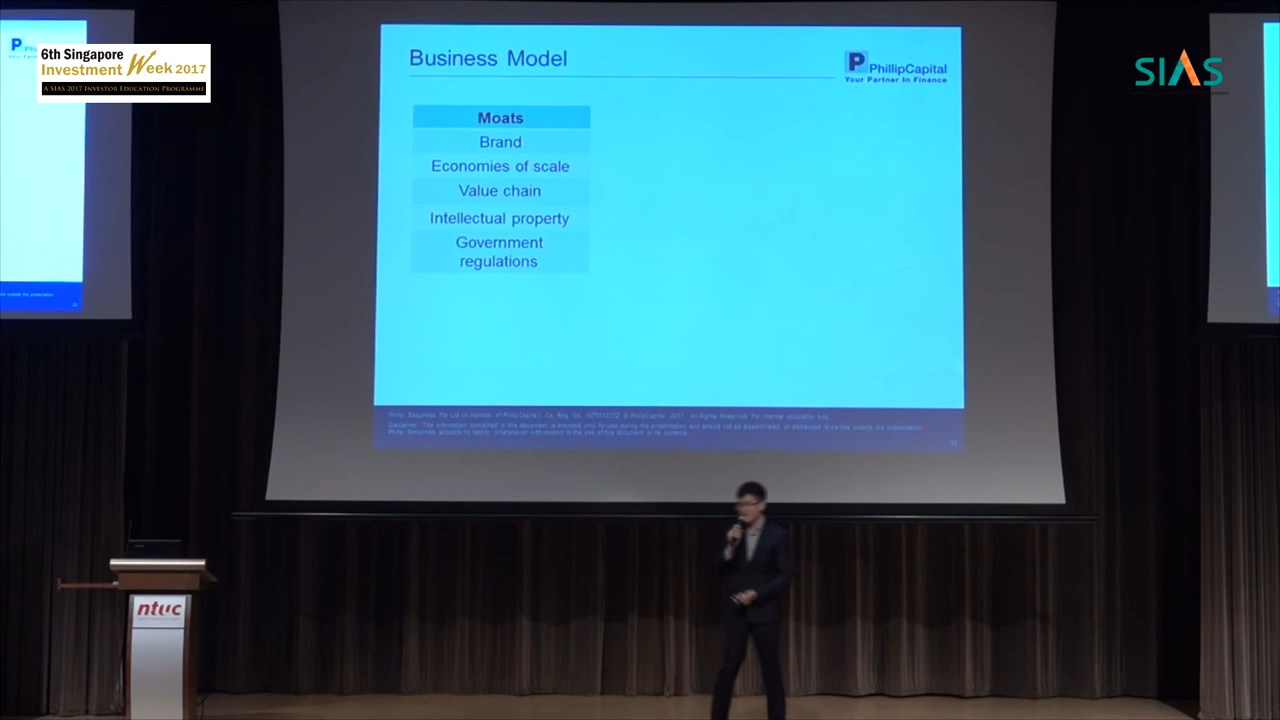 6th Singapore
Investment Week 2017
A SIAS 2017 INVESTOR EDUCATION PROGRAMME
SIAS
Business Model
P PhillipCapital
Your Partner In Finance
Moats
Brand
Economies of scale
Value chain
Intellectual property
Government
regulations
ntuc